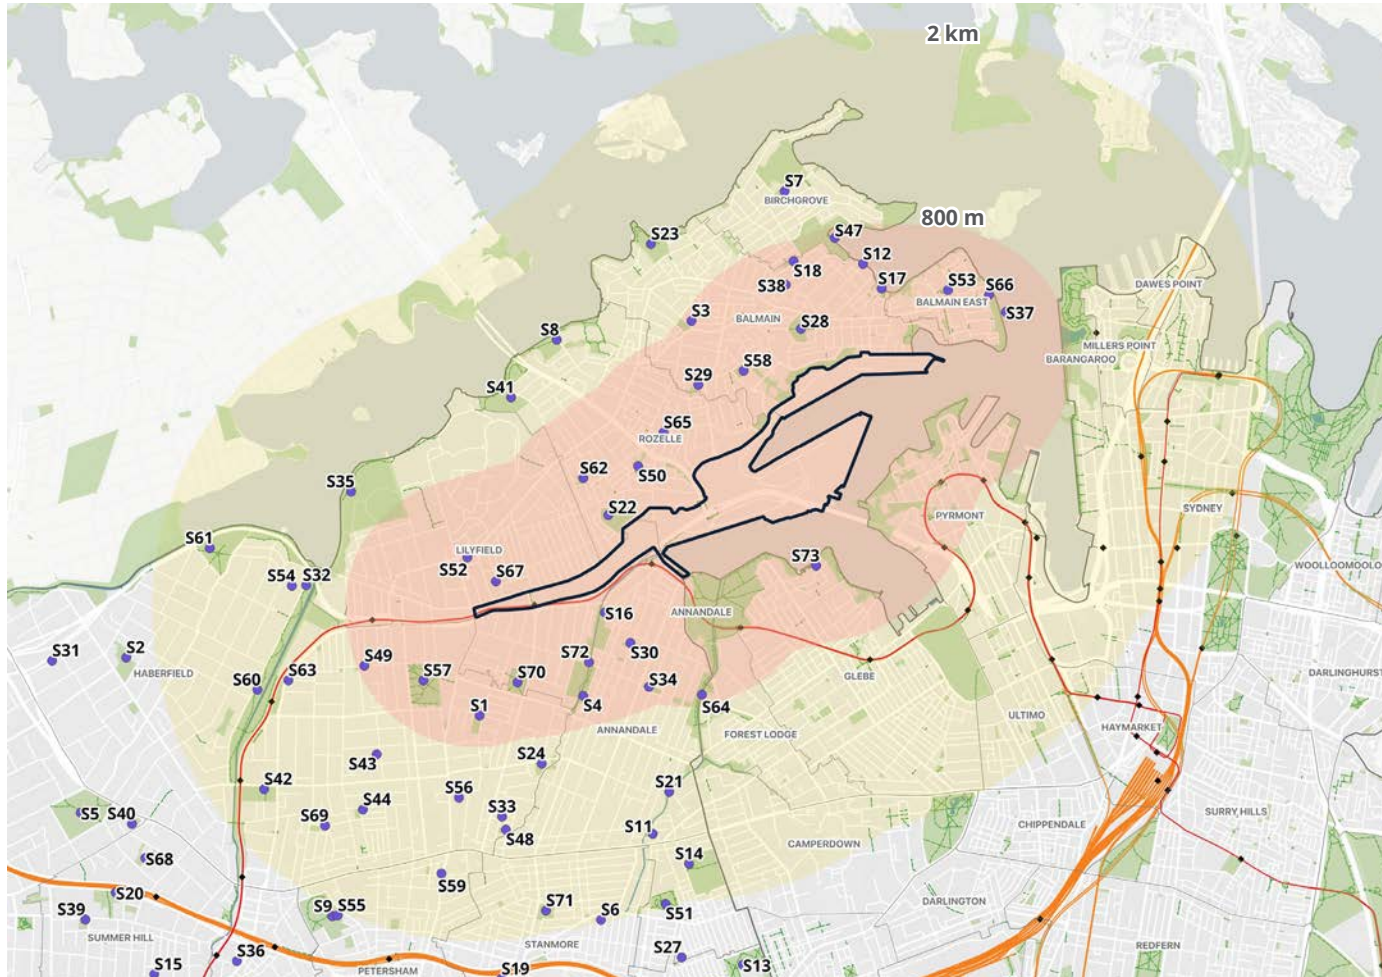 2 km
S7
BIRCHGROVE
800 m
S47
S23
S12
S18
S17
S53
S66
S38
BALMAIN EAST
DAWES POINT
S3
BALMAIN
S28
S37
S8
MILLERS POINT
BARANGAROO
S58
S29
S41
S65
ROZELLE
S62
S50
S35
S22
PYRMONT
SYDNEY
S61
LILYFIELD
S52
S67
S73
WOOLLOOMOOLO
S54
S32
S16
ANNANDALE
S31
S2
HABERFIELD
S49
S30
S72
S63
S60
S57
S70
S34
GLEBE
DARLINGHURST
S1
S4
S64
ULTIMO
HAYMARKET
ANNANDALE
FOREST LODGE
S24
S43
S42
S21
S56
S44
S5
S40
S69
S33
S48
S11
SURRY HILLS
CHIPPENDALE
CAMPERDOWN
S68
S14
S59
S20
S39
S9
S55
S71
S6
S51
DARLINGTON
SUMMER HILL
S36
STANMORE
S27
REDFERN
S15
PETERSHAM
S19
S13